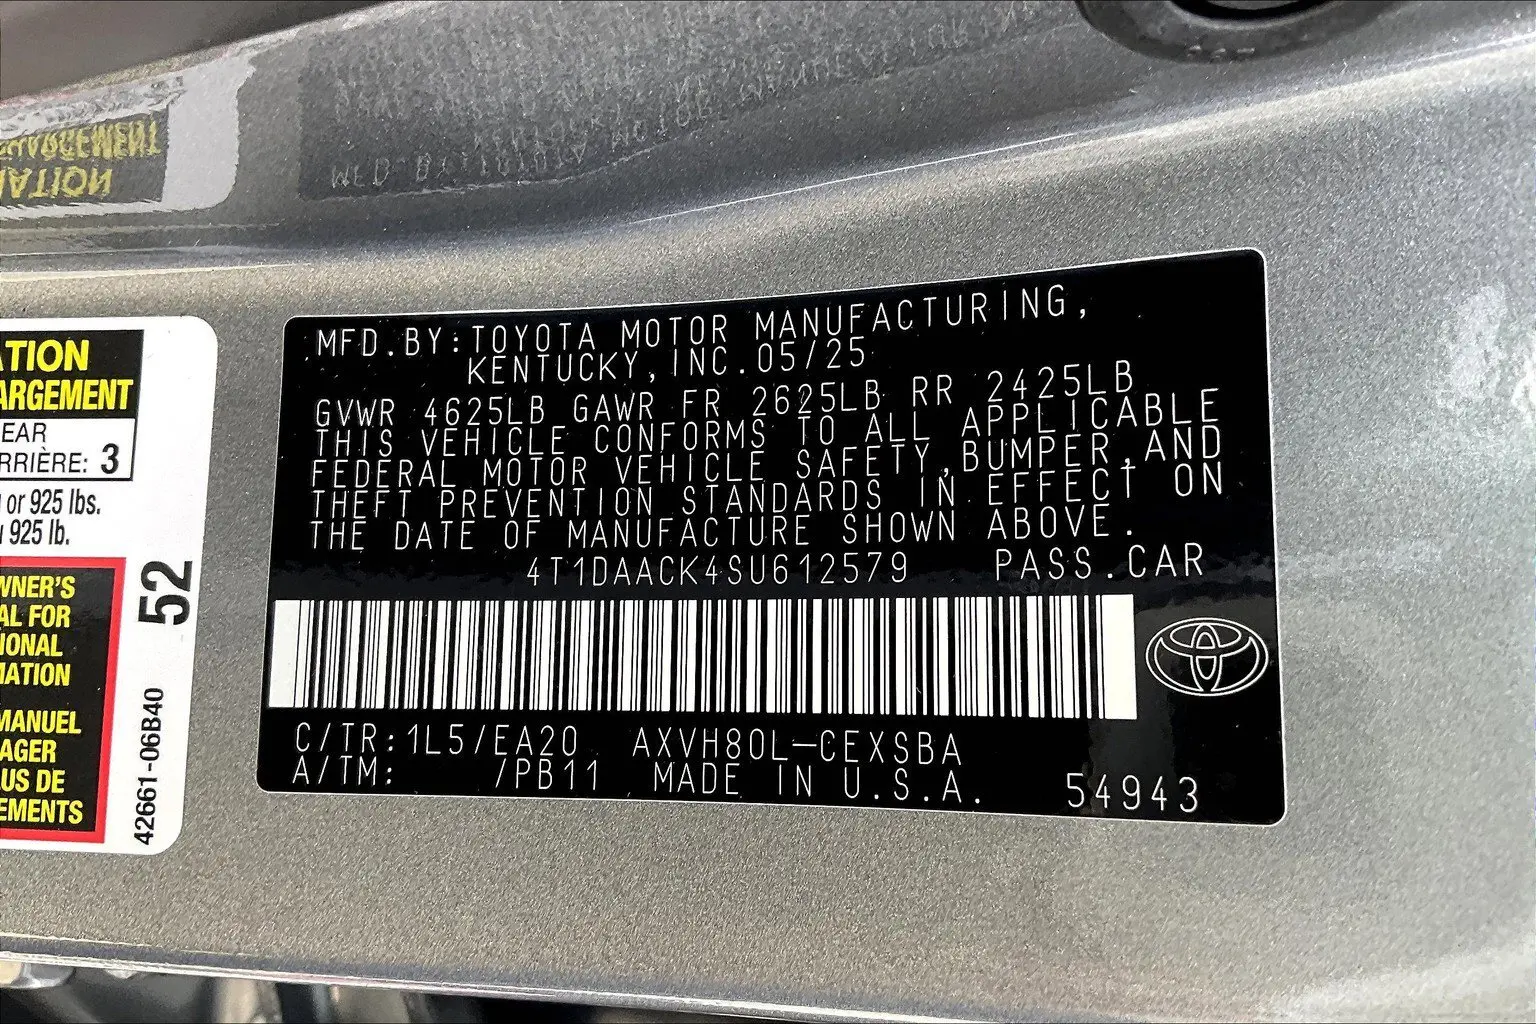 ATION
ARGEMENT
EAR
RRIÈRE: 3
or 925 lbs.
925 lb.
WNER'S
AL FOR
IONAL
MATION
MANUEL
AGER
US DE
EMENTS
52
42661-06B40
MFD.BY:TOYOTA MOTOR MANUFACTURING,
KENTUCKY,INC.05/25
GVWR 4625LB GAWR FR 2625LB RR 2425LB
THIS VEHICLE CONFORMS TO ALL APPLICABLE
FEDERAL MOTOR VEHICLE SAFETY,BUMPER,AND
THEFT PREVENTION STANDARDS IN EFFECT ON
THE DATE OF MANUFACTURE SHOWN ABOVE.
4T1DAACK4SU612579 PASS.CAR
C/TR:1L5/EA20 AXVH80L-CEXSBA
A/TM: /PB11 MADE IN U.S.A. 54943